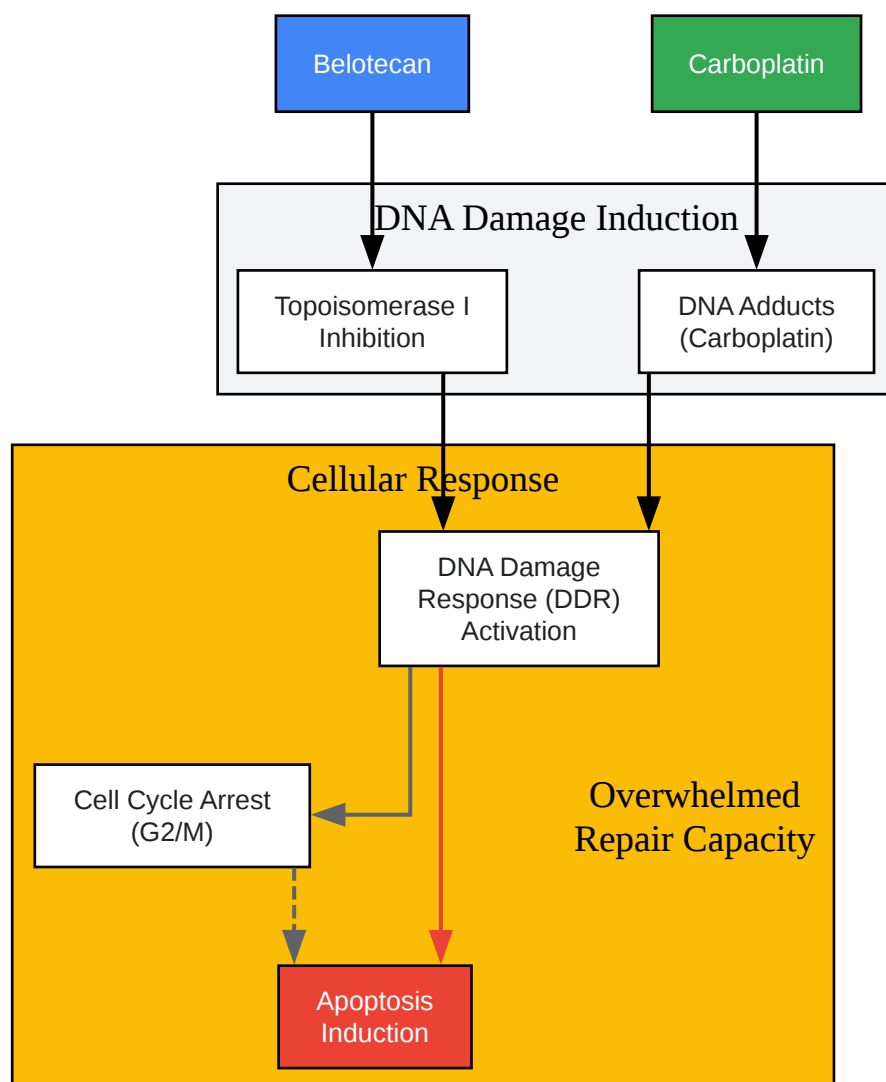 Belotecan
Carboplatin
DNA Damage Induction
Topoisomerase I
Inhibition
DNA Adducts
(Carboplatin)
Cellular Response
DNA Damage
Response (DDR)
Activation
Cell Cycle Arrest
(G2/M)
Overwhelmed
Repair Capacity
Apoptosis
Induction